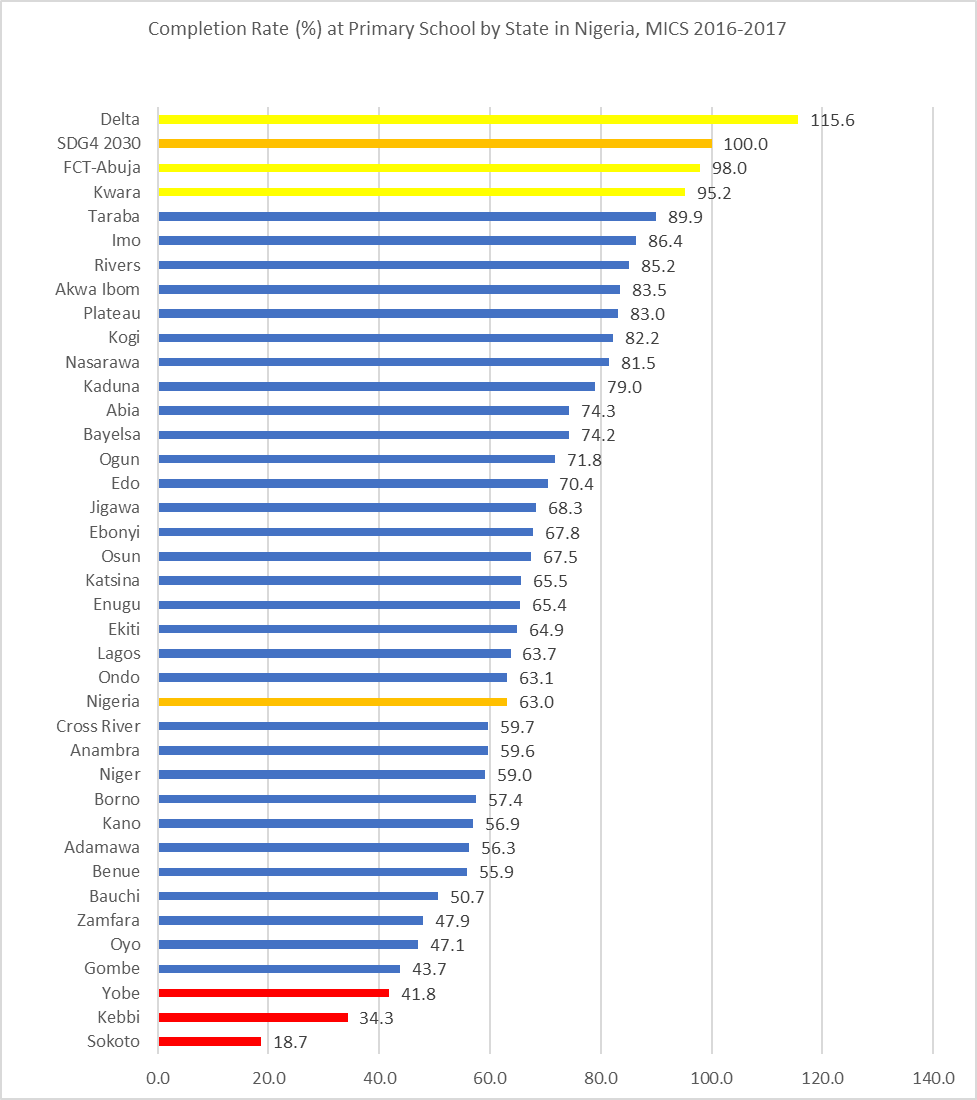 Completion Rate (%) at Primary School by State in Nigeria, MICS 2016-2017
Delta 115.6
SDG4 2030 100.0
FCT-Abuja 98.0
Kwara 95.2
Taraba 89.9
Imo 86.4
Rivers 85.2
Akwa Ibom 83.5
Plateau 83.0
Kogi 82.2
Nasarawa 81.5
Kaduna 79.0
Abia 74.3
Bayelsa 74.2
Ogun 71.8
Edo 70.4
Jigawa 68.3
Ebonyi 67.8
Osun 67.5
Katsina 65.5
Enugu 65.4
Ekiti 64.9
Lagos 63.7
Ondo 63.1
Nigeria 63.0
Cross River 59.7
Anambra 59.6
Niger 59.0
Borno 57.4
Kano 56.9
Adamawa 56.3
Benue 55.9
Bauchi 50.7
Zamfara 47.9
Oyo 47.1
Gombe 43.7
Yobe 41.8
Kebbi 34.3
Sokoto 18.7
0.0 20.0 40.0 60.0 80.0 100.0 120.0 140.0